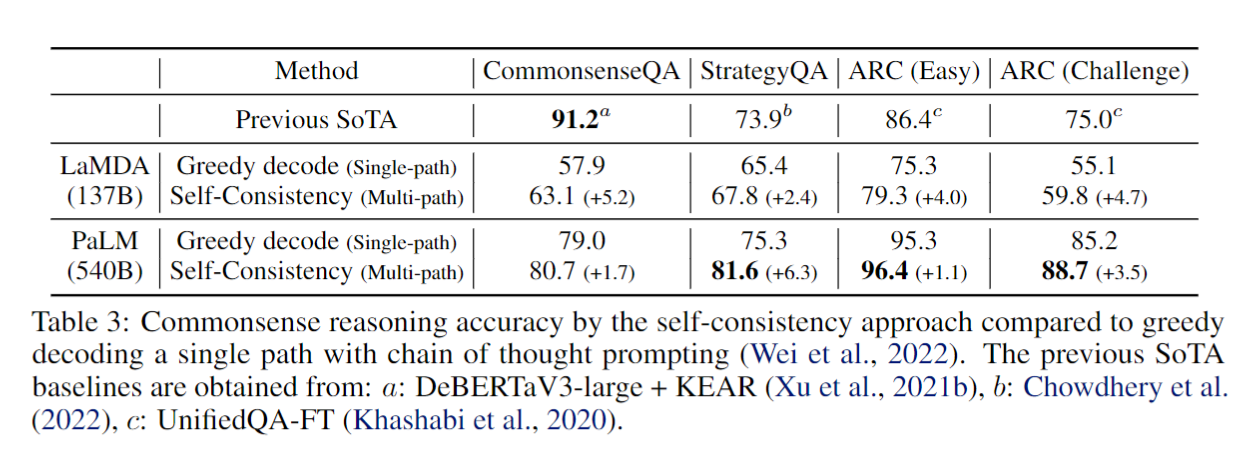 Method CommonsenseQA StrategyQA ARC (Easy) ARC (Challenge)
Previous SoTA 91.2a 73.9b 86.4c 75.0c
LaMDA Greedy decode (Single-path) 57.9 65.4 75.3 55.1
(137B) Self-Consistency (Multi-path) 63.1 (+5.2) 67.8 (+2.4) 79.3 (+4.0) 59.8 (+4.7)
PaLM Greedy decode (Single-path) 79.0 75.3 95.3 85.2
(540B) Self-Consistency (Multi-path) 80.7 (+1.7) 81.6 (+6.3) 96.4 (+1.1) 88.7 (+3.5)
Table 3: Commonsense reasoning accuracy by the self-consistency approach compared to greedy
decoding a single path with chain of thought prompting (Wei et al., 2022). The previous SoTA
baselines are obtained from: a: DeBERTaV3-large + KEAR (Xu et al., 2021b), b: Chowdhery et al.
(2022), c: UnifiedQA-FT (Khashabi et al., 2020).